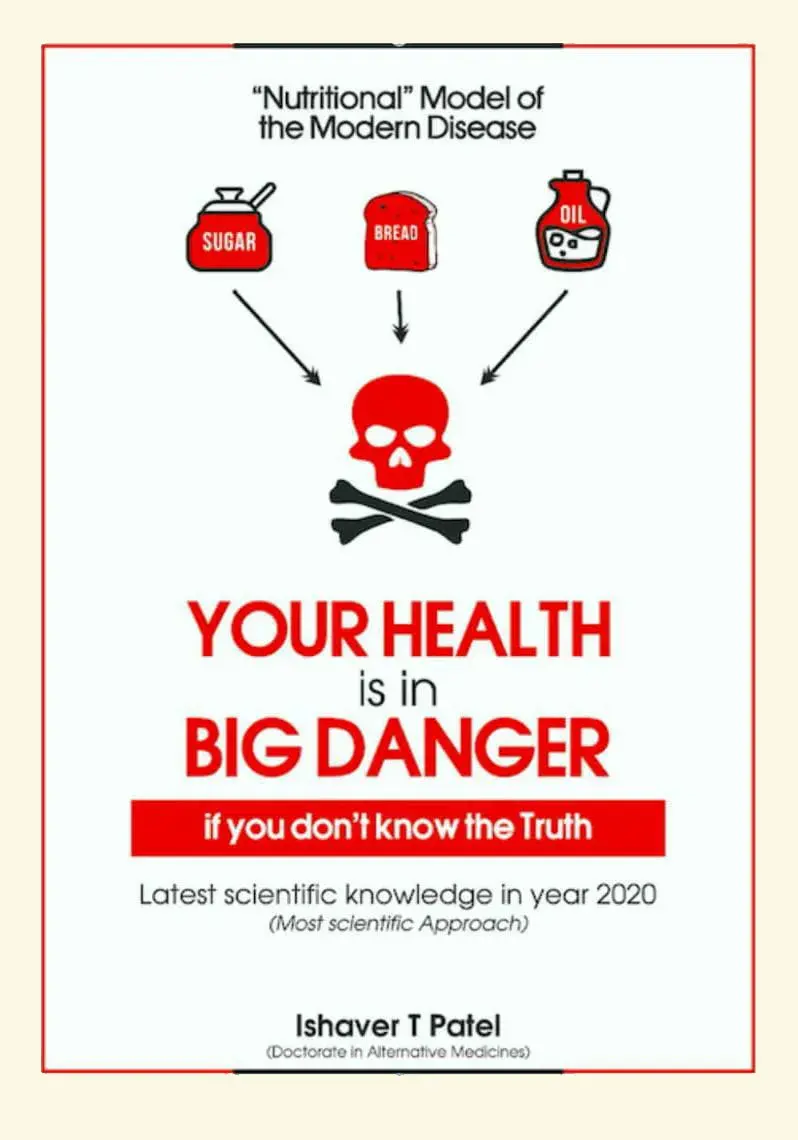 “Nutritional” Model of
the Modern Disease
SUGAR
BREAD
OIL
YOUR HEALTH
is in
BIG DANGER
if you don’t know the Truth
Latest scientific knowledge in year 2020
(Most scientific Approach)
Ishaver T Patel
(Doctorate in Alternative Medicines)